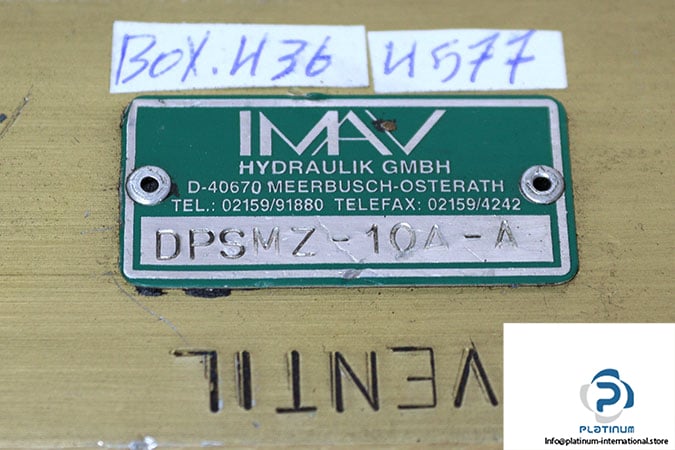 BOX.H36 H577
IMAV
HYDRAULIK GMBH
D-40670 MEERBUSCH-OSTERATH
TEL.: 02159/91880 TELEFAX: 02159/4242
DPSMZ-10A-A
VENTIL
PLATINUM
info@platinum-international.store